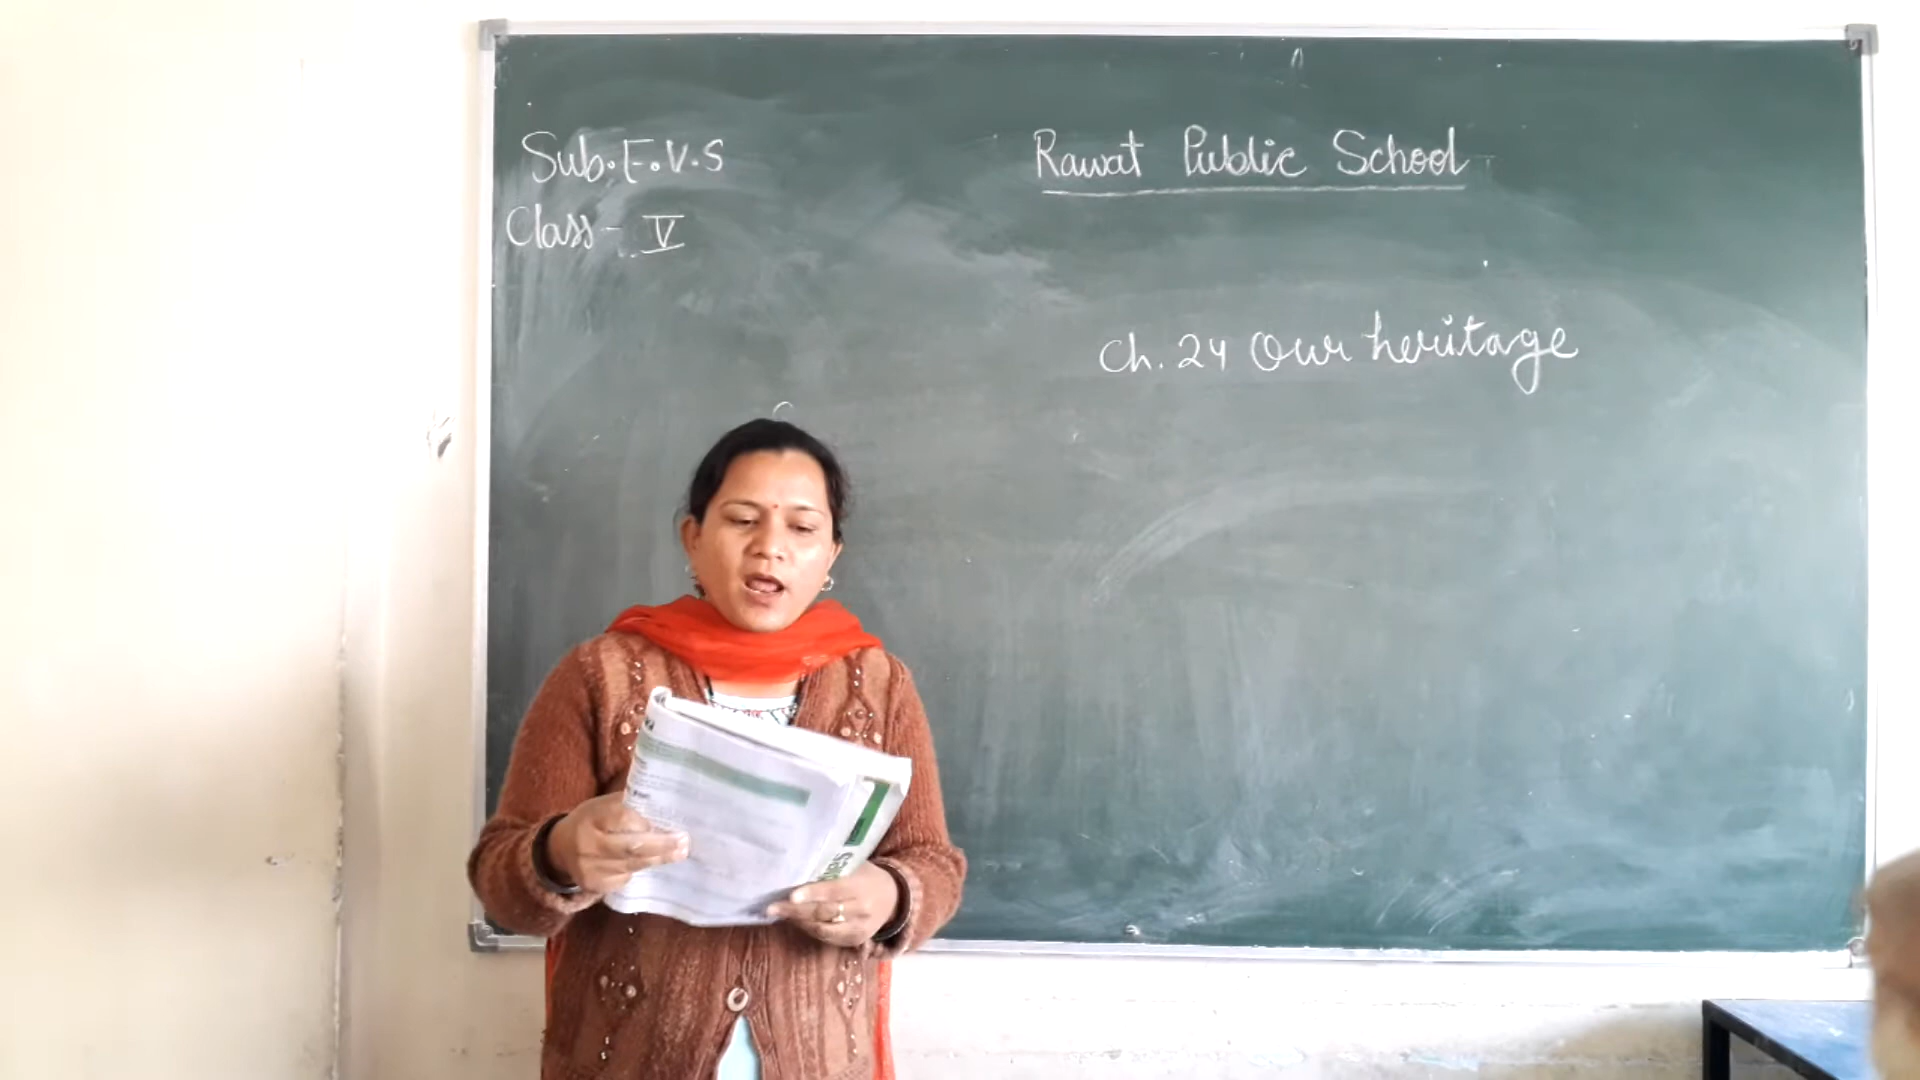 Sub. E.V.S
Class - V
Rawat Public School
Ch. 24 Our heritage